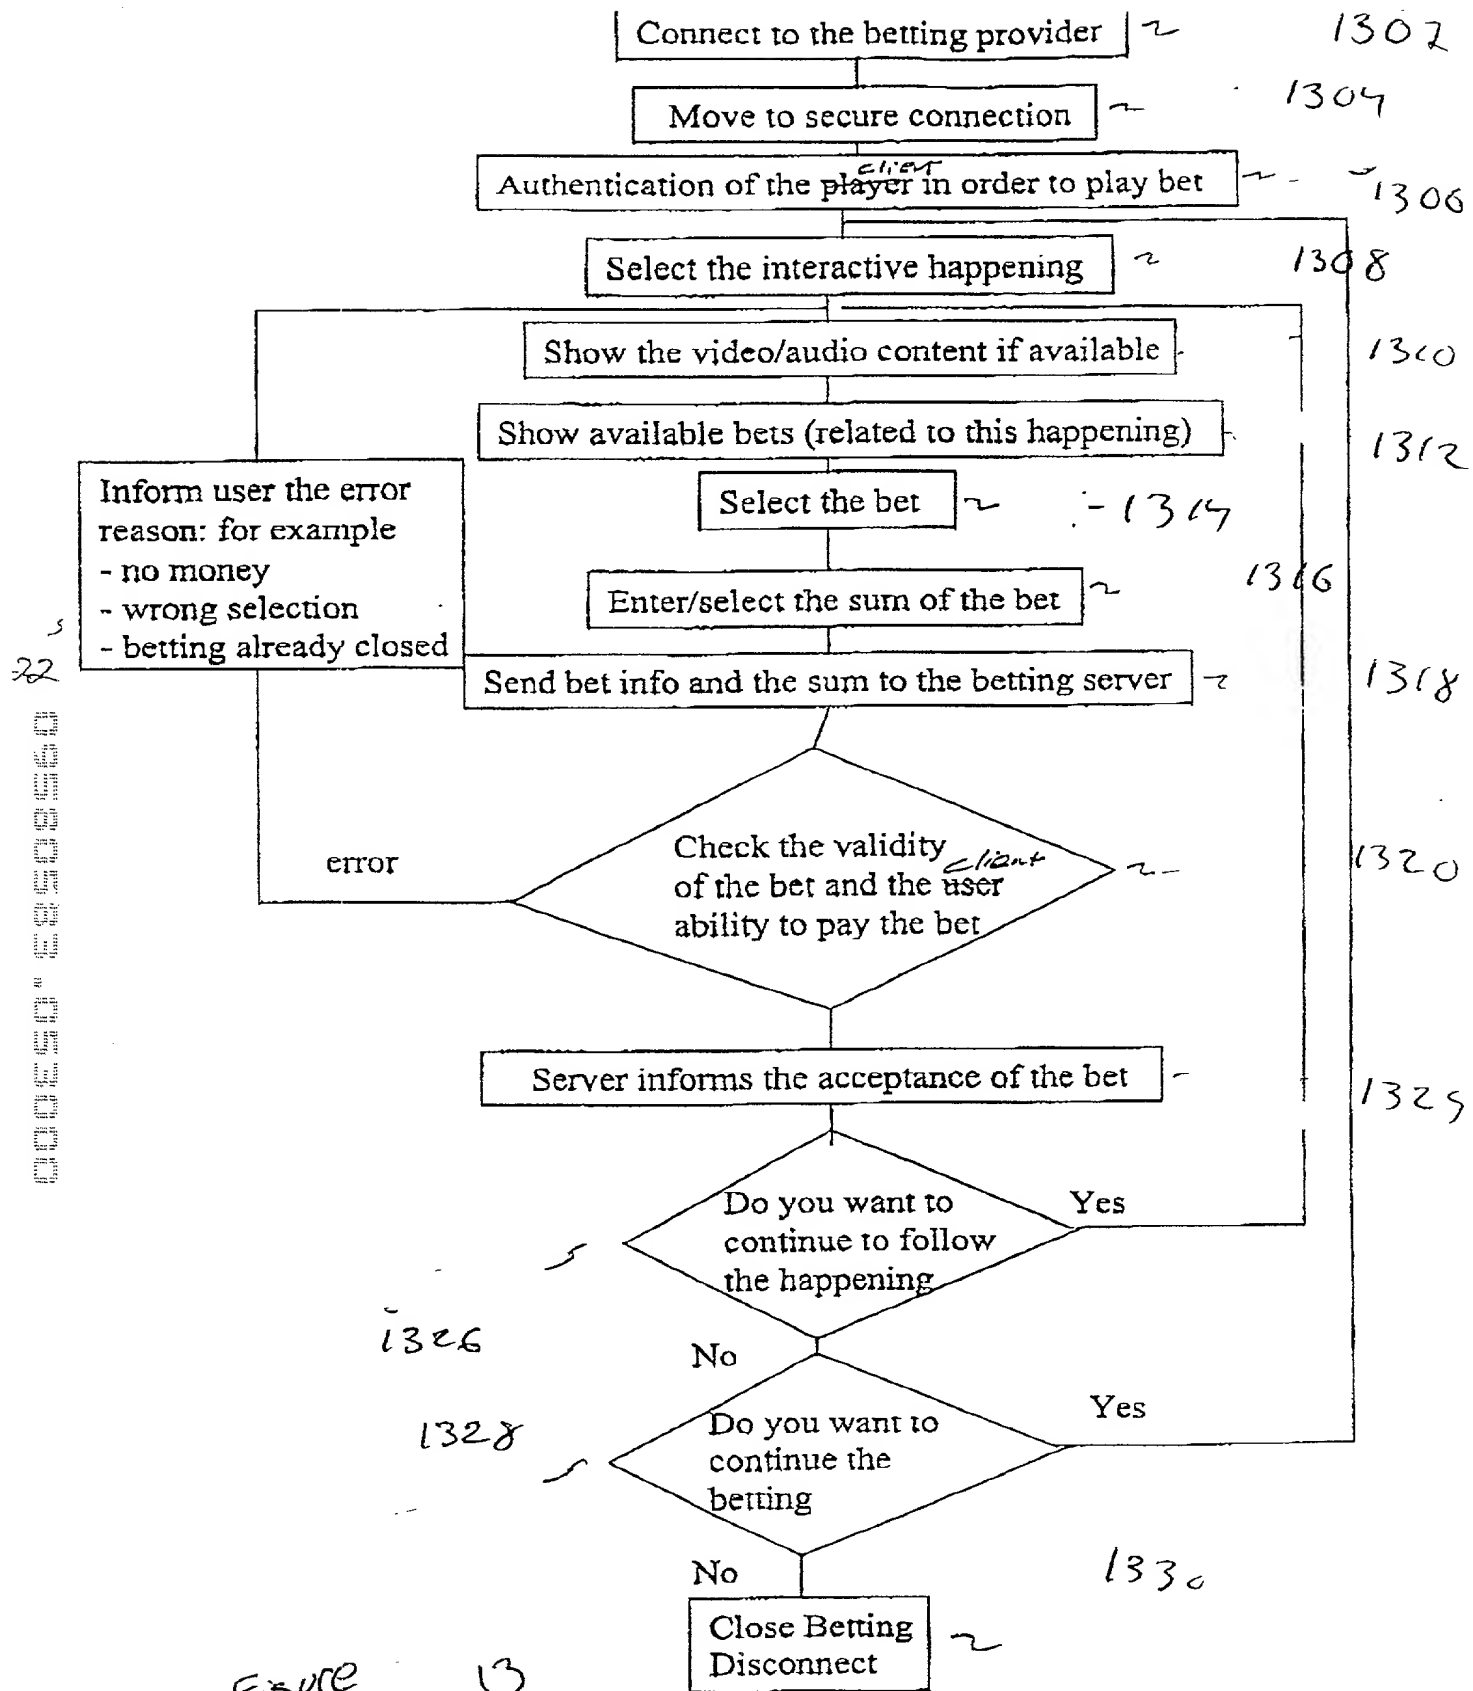 Connect to the betting provider 1302
Move to secure connection 1304
client
Authentication of the player in order to play bet 1306
Select the interactive happening 1308
Show the video/audio content if available 1310
Show available bets (related to this happening) 1312
Inform user the error
reason: for example
- no money
- wrong selection
- betting already closed
Select the bet 1314
Enter/select the sum of the bet 1316
Send bet info and the sum to the betting server 1318
22
09580583.053000
error
Check the validity
client
of the bet and the user
ability to pay the bet
1320
Server informs the acceptance of the bet
Do you want to
continue to follow
the happening
Yes
1326
No
1328
Do you want to
continue the
betting
Yes
No
1330
Close Betting
Disconnect
Figure 13